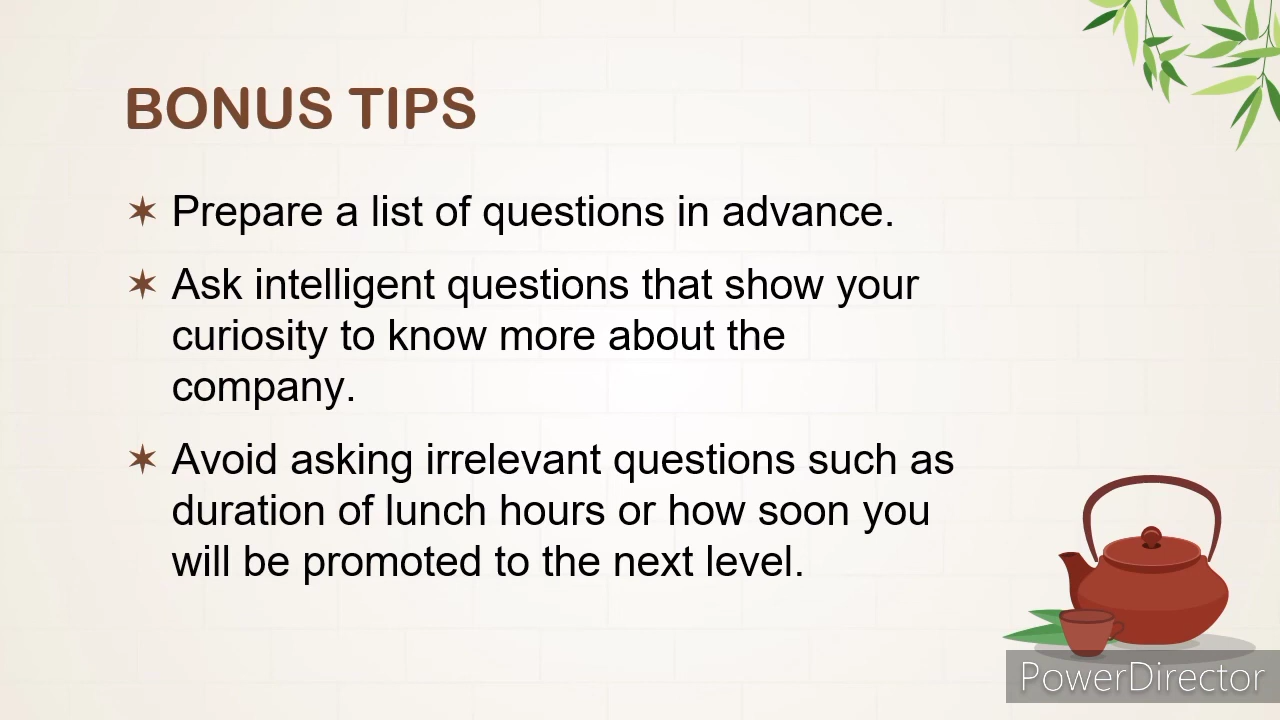 BONUS TIPS
✶ Prepare a list of questions in advance.
✶ Ask intelligent questions that show your
curiosity to know more about the
company.
✶ Avoid asking irrelevant questions such as
duration of lunch hours or how soon you
will be promoted to the next level.
PowerDirector